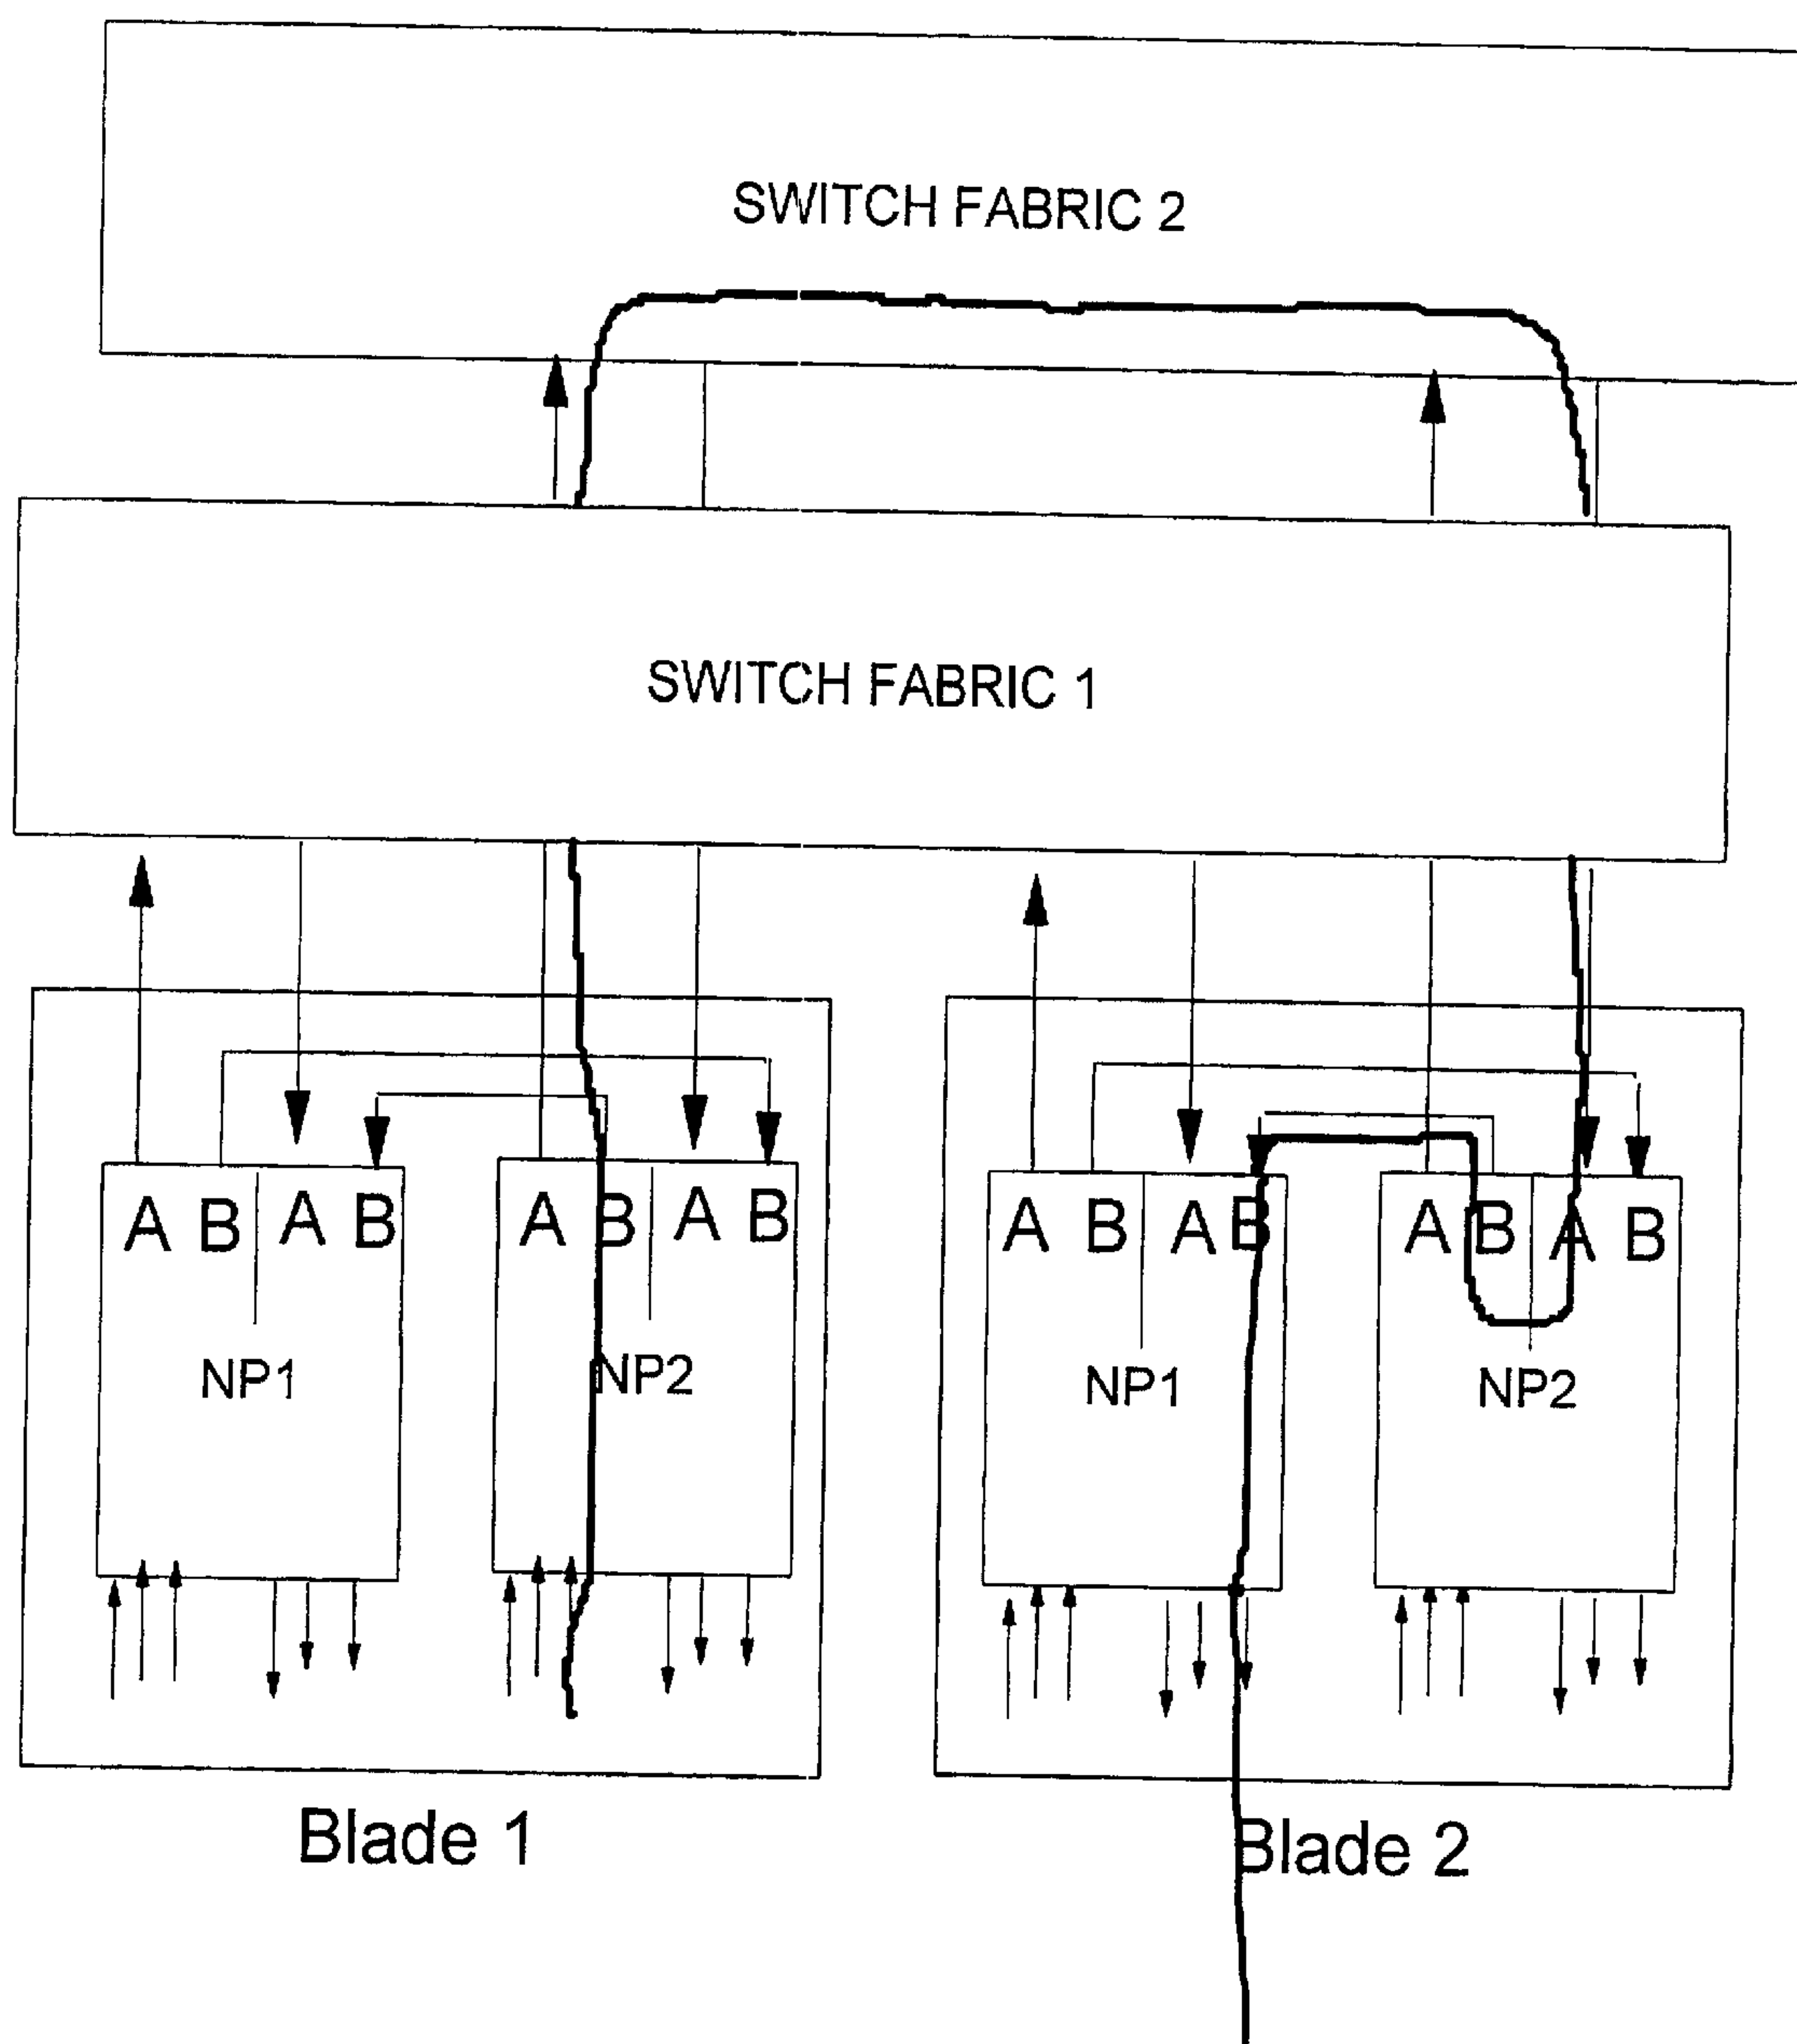 SWITCH FABRIC 2
SWITCH FABRIC 1
A B A B
A B A B
A B A B
A B A B
NP1
NP2
NP1
NP2
Blade 1
Blade 2